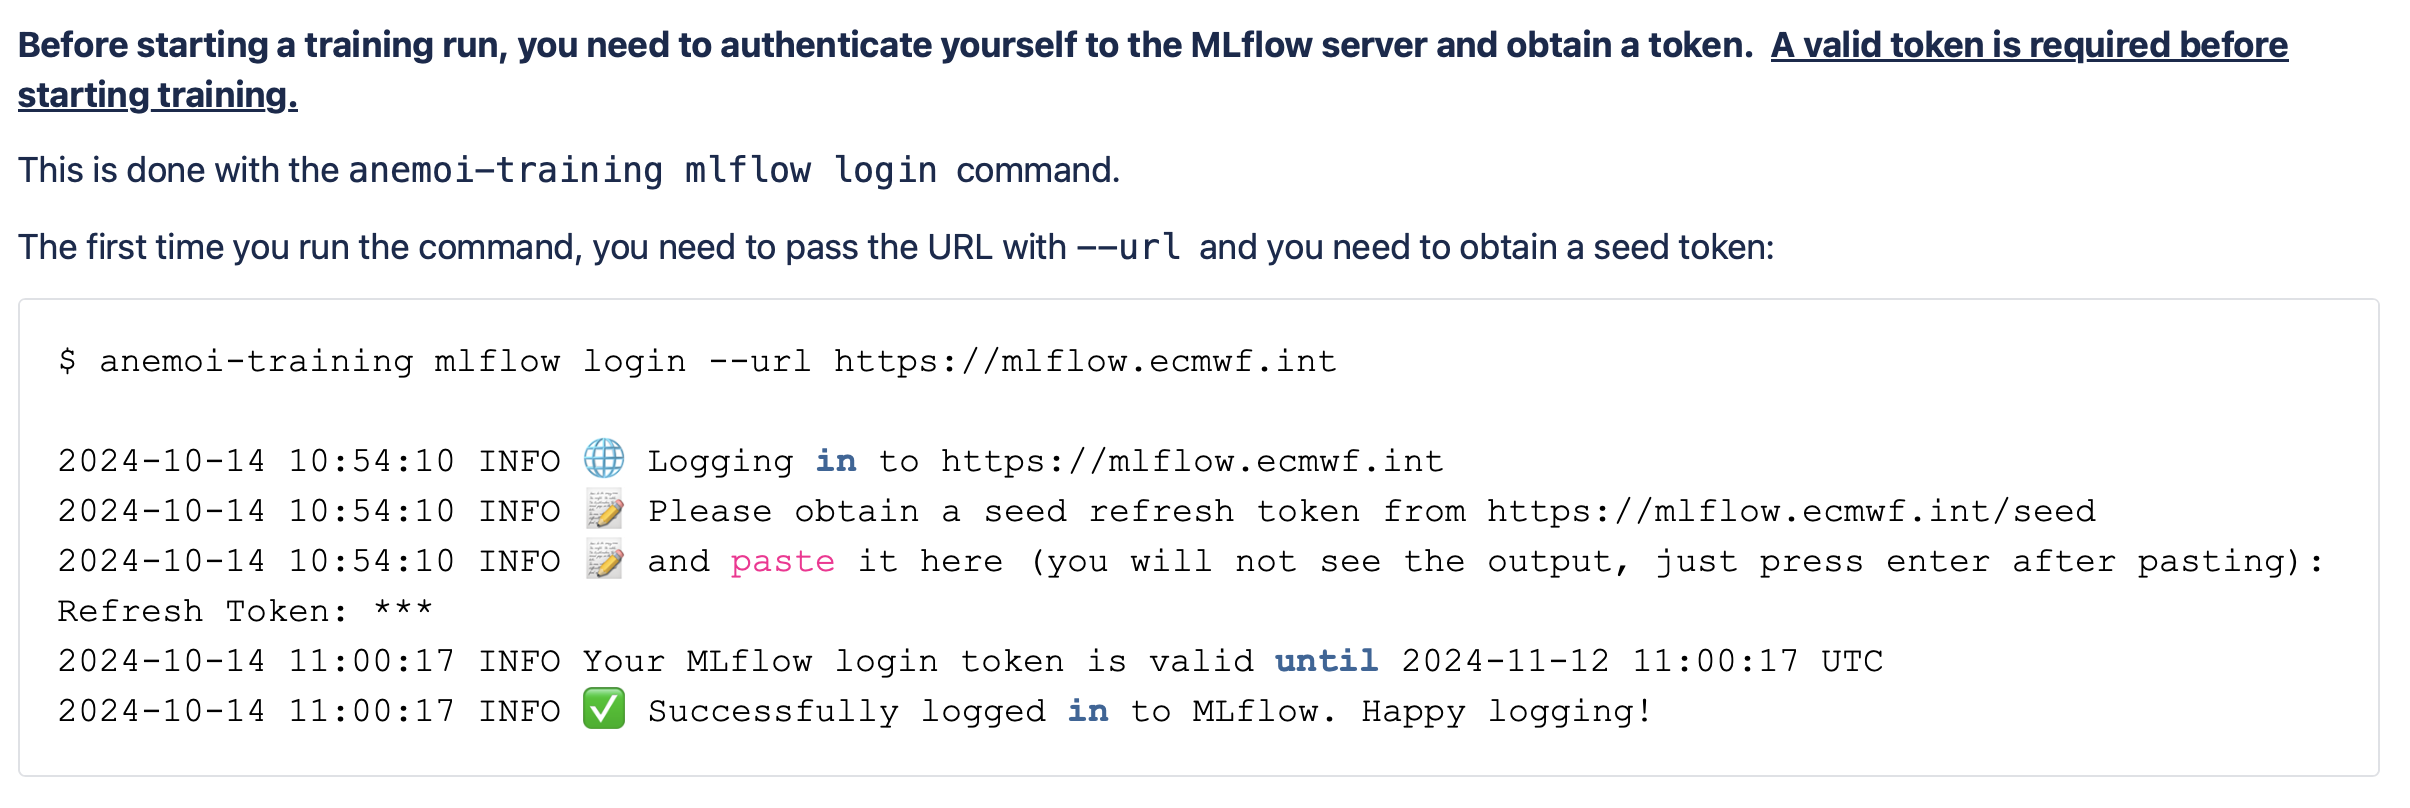 Before starting a training run, you need to authenticate yourself to the MLflow server and obtain a token.  A valid token is required before
starting training.
This is done with the anemoi-training mlflow login command.
The first time you run the command, you need to pass the URL with --url and you need to obtain a seed token:
$ anemoi-training mlflow login --url https://mlflow.ecmwf.int
2024-10-14 10:54:10 INFO 🌐 Logging in to https://mlflow.ecmwf.int
2024-10-14 10:54:10 INFO 📝 Please obtain a seed refresh token from https://mlflow.ecmwf.int/seed
2024-10-14 10:54:10 INFO 📝 and paste it here (you will not see the output, just press enter after pasting):
Refresh Token: ***
2024-10-14 11:00:17 INFO Your MLflow login token is valid until 2024-11-12 11:00:17 UTC
2024-10-14 11:00:17 INFO ✅ Successfully logged in to MLflow. Happy logging!